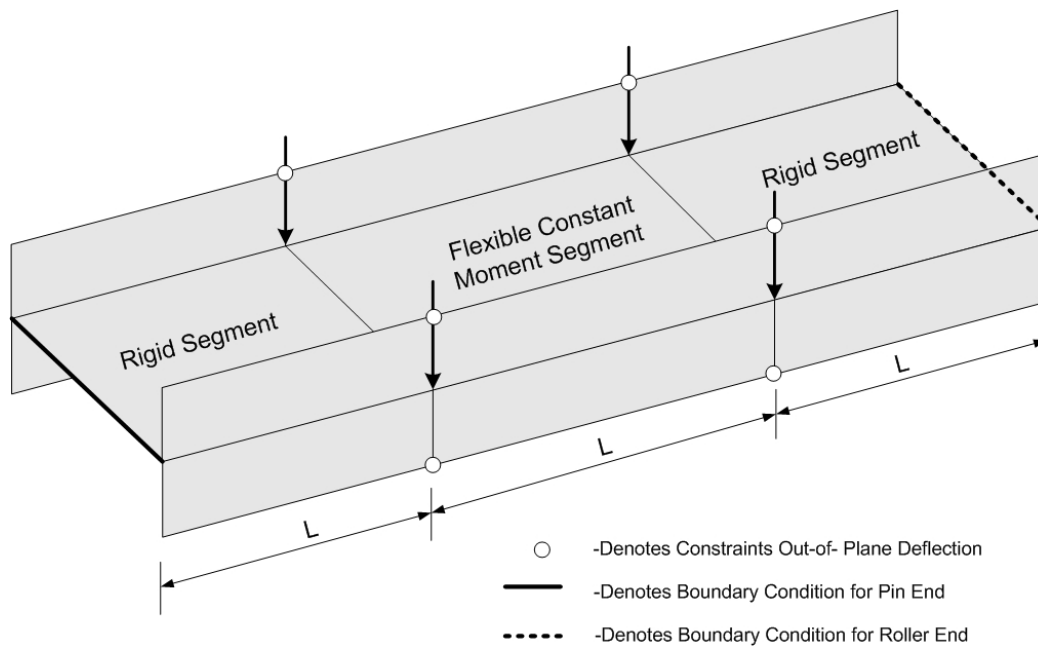 Rigid Segment
Flexible Constant
Moment Segment
Rigid Segment
L
L
L
-Denotes Constraints Out-of- Plane Deflection
-Denotes Boundary Condition for Pin End
-Denotes Boundary Condition for Roller End